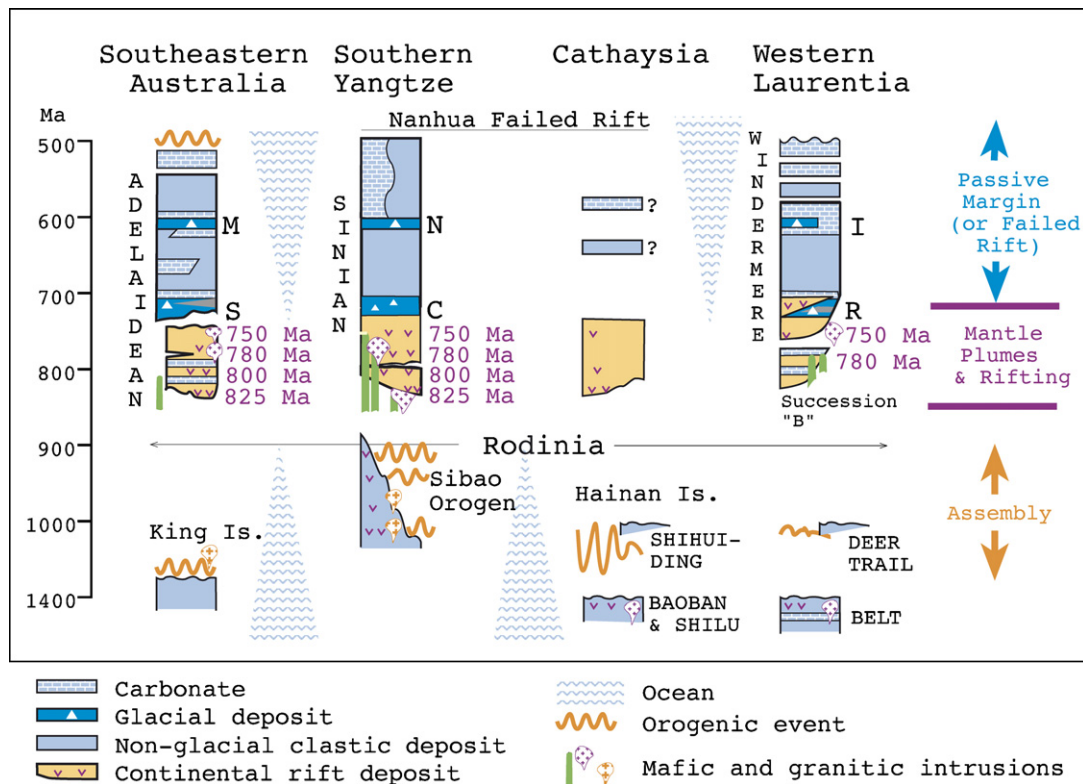 Southeastern
Australia
Southern
Yangtze
Cathaysia
Western
Laurentia
Nanhua Failed Rift
Ma
500
600
700
800
900
1000
1400
ADELAIDEAN
M
S
750 Ma
780 Ma
800 Ma
825 Ma
SINIAN
N
C
750 Ma
780 Ma
800 Ma
825 Ma
?
?
WINDERMERE
I
R
750 Ma
780 Ma
Succession
"B"
Passive
Margin
(or Failed
Rift)
Mantle
Plumes
& Rifting
Rodinia
Sibao
Orogen
King Is.
Hainan Is.
SHIHUI-
DING
BAOBAN
& SHILU
DEER
TRAIL
BELT
Assembly
Carbonate
Glacial deposit
Non-glacial clastic deposit
Continental rift deposit
Ocean
Orogenic event
Mafic and granitic intrusions